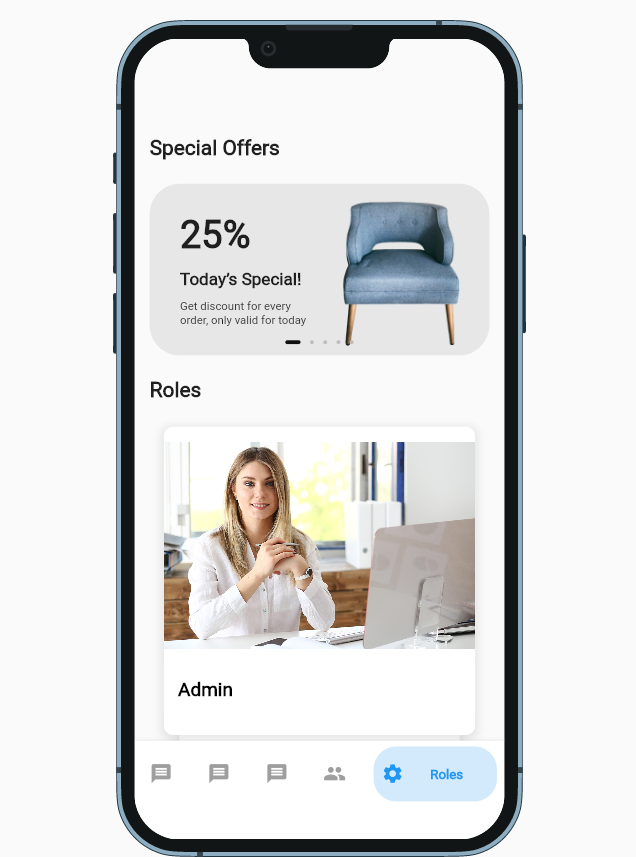 Special Offers
25%
Today’s Special!
Get discount for every
order, only valid for today
Roles
Admin
Roles